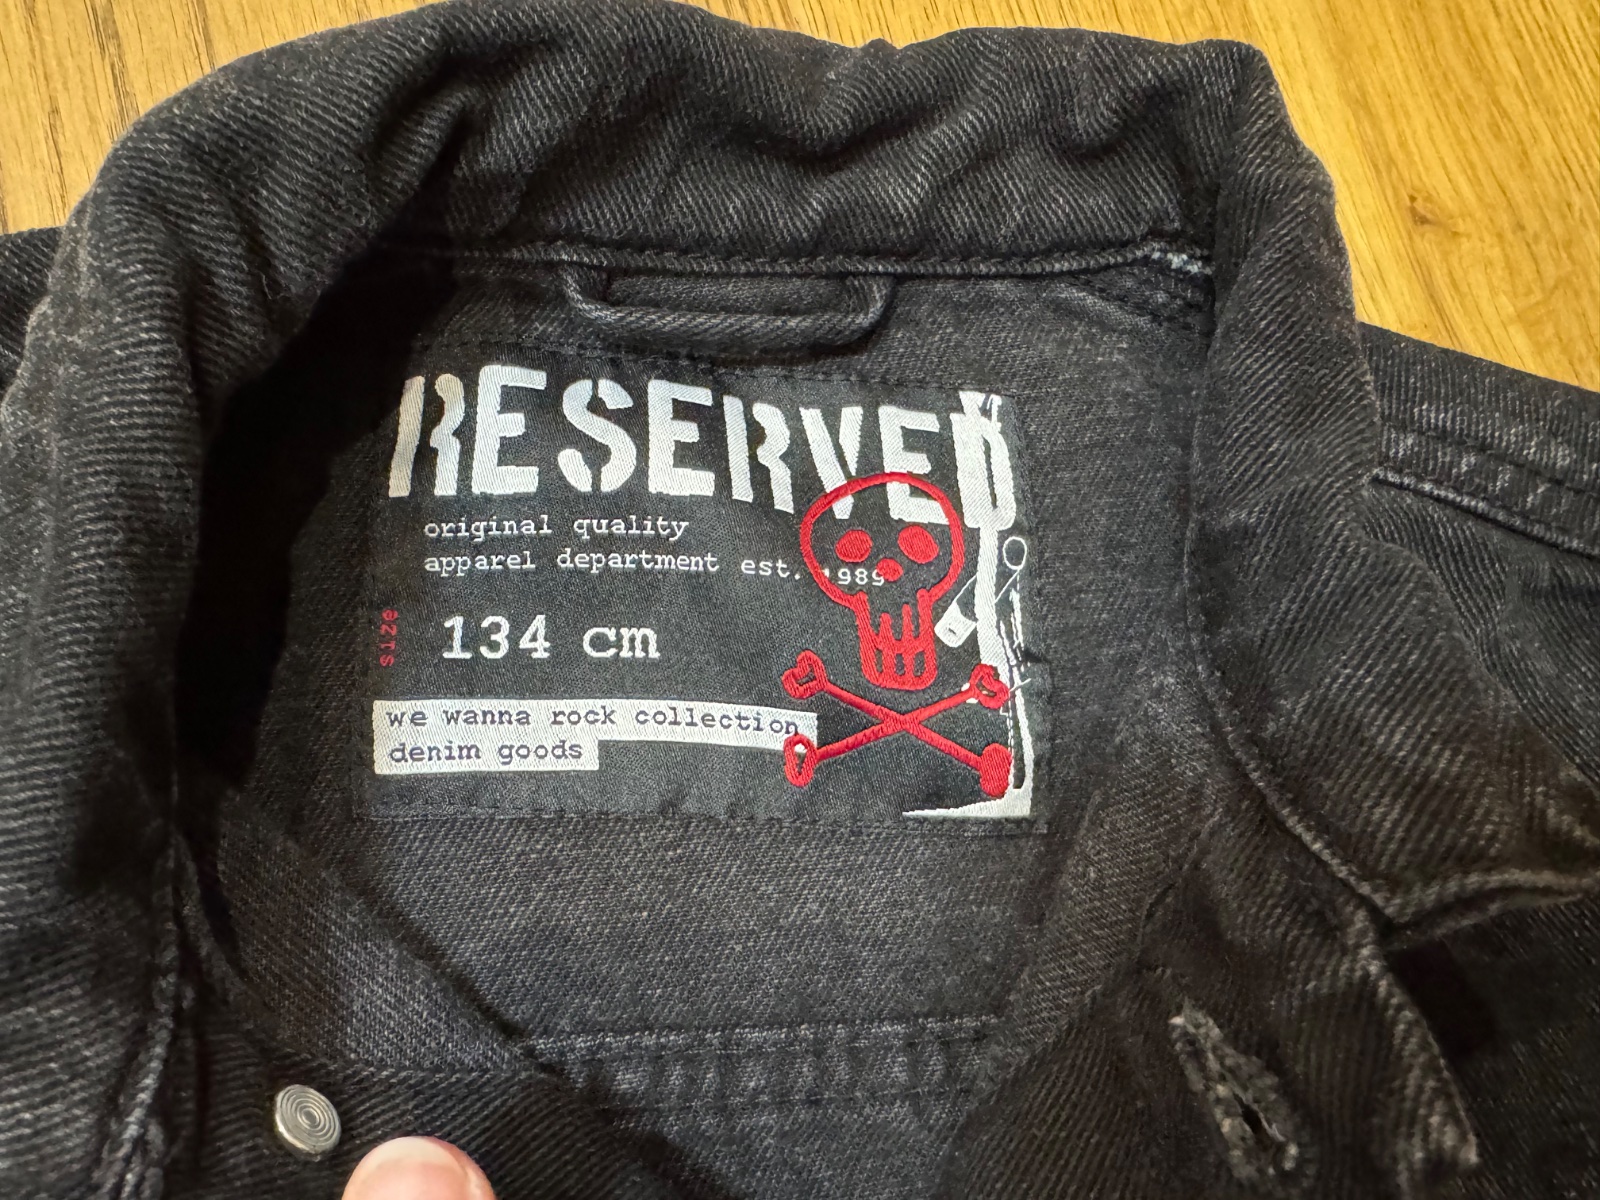 RESERVED
original quality
apparel department est. 1989
size
134 cm
we wanna rock collection
denim goods